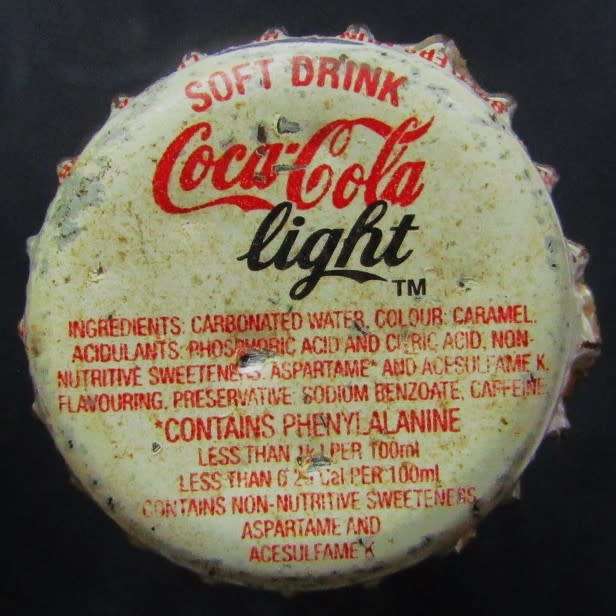 SOFT DRINK
Coca-Cola
light
TM
INGREDIENTS: CARBONATED WATER, COLOUR: CARAMEL,
ACIDULANTS: PHOSPHORIC ACID AND CITRIC ACID, NON-
NUTRITIVE SWEETENERS: ASPARTAME* AND ACESULFAME K,
FLAVOURING, PRESERVATIVE: SODIUM BENZOATE, CAFFEINE.
*CONTAINS PHENYLALANINE
LESS THAN PER 100ml
LESS THAN Cal PER 100ml
CONTAINS NON-NUTRITIVE SWEETENERS
ASPARTAME AND
ACESULFAME K